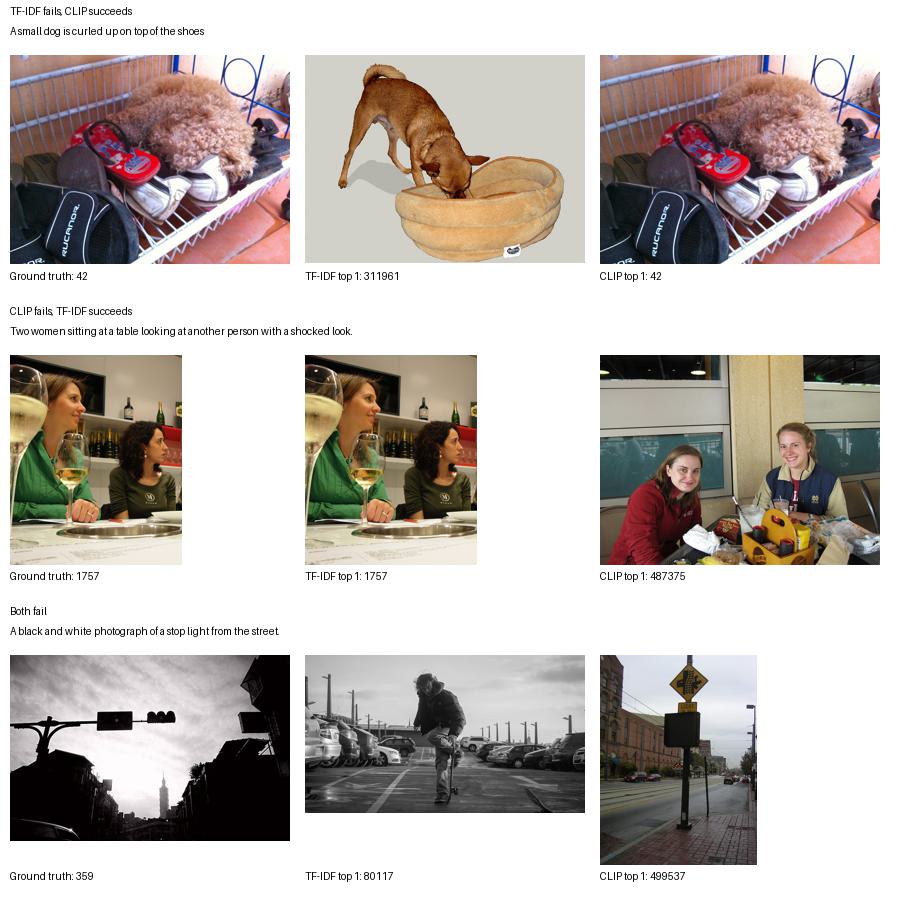 TF-IDF fails, CLIP succeeds
A small dog is curled up on top of the shoes
RUCANOR.
RUCANOR.
Ground truth: 42
TF-IDF top 1: 311961
CLIP top 1: 42
CLIP fails, TF-IDF succeeds
Two women sitting at a table looking at another person with a shocked look.
Ground truth: 1757
TF-IDF top 1: 1757
CLIP top 1: 487375
Both fail
A black and white photograph of a stop light from the street.
Ground truth: 359
TF-IDF top 1: 80117
CLIP top 1: 499537